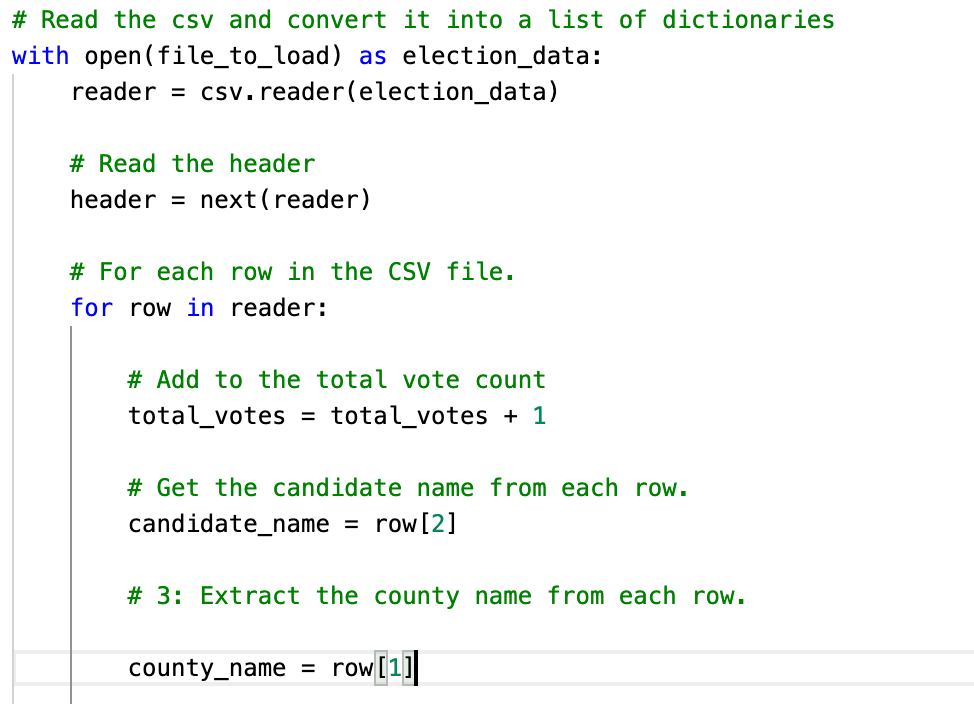 # Read the csv and convert it into a list of dictionaries
with open(file_to_load) as election_data:
    reader = csv.reader(election_data)

    # Read the header
    header = next(reader)

    # For each row in the CSV file.
    for row in reader:

        # Add to the total vote count
        total_votes = total_votes + 1

        # Get the candidate name from each row.
        candidate_name = row[2]

        # 3: Extract the county name from each row.

        county_name = row[1]